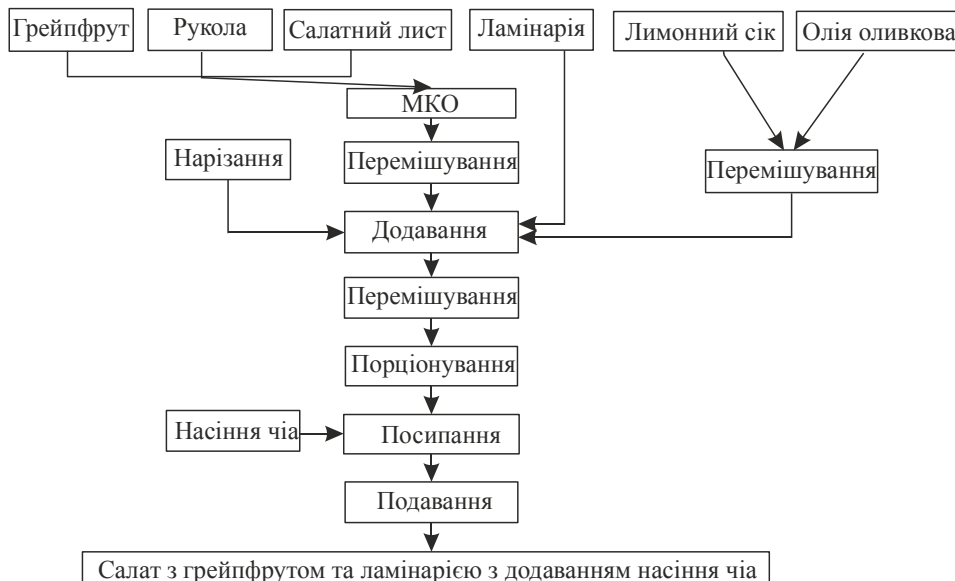 Грейпфрут
Рукола
Салатний лист
Ламінарія
Лимонний сік
Олія оливкова
МКО
Нарізання
Перемішування
Перемішування
Додавання
Перемішування
Порціонування
Насіння чіа
Посипання
Подавання
Салат з грейпфрутом та ламінарією з додаванням насіння чіа